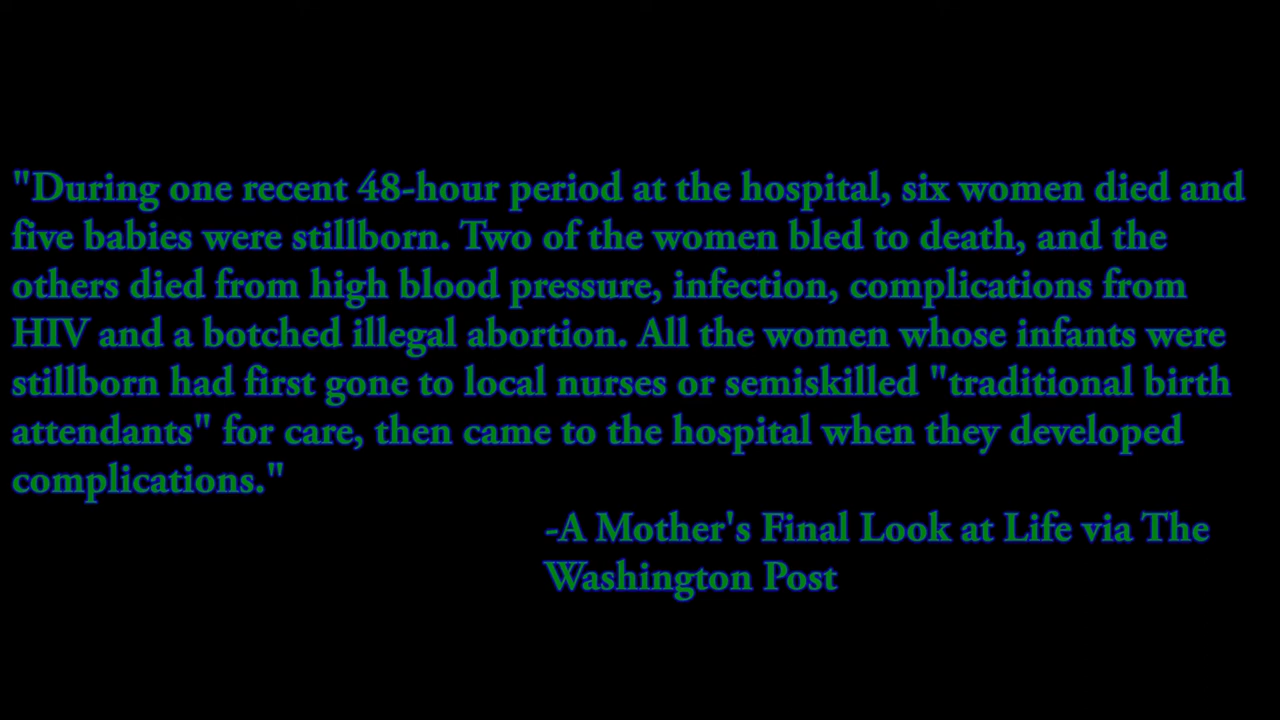 "During one recent 48-hour period at the hospital, six women died and
five babies were stillborn. Two of the women bled to death, and the
others died from high blood pressure, infection, complications from
HIV and a botched illegal abortion. All the women whose infants were
stillborn had first gone to local nurses or semiskilled "traditional birth
attendants" for care, then came to the hospital when they developed
complications."
-A Mother's Final Look at Life via The
Washington Post